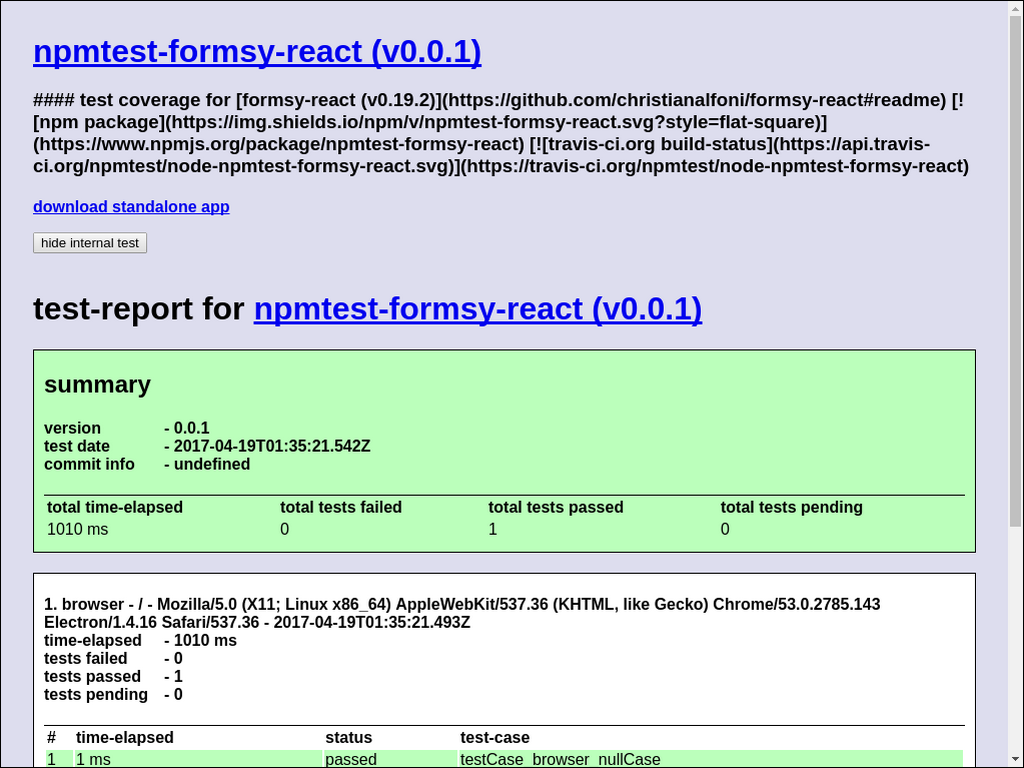 npmtest-formsy-react (v0.0.1)
#### test coverage for [formsy-react (v0.19.2)](https://github.com/christianalfoni/formsy-react#readme) [!
[npm package](https://img.shields.io/npm/v/npmtest-formsy-react.svg?style=flat-square)]
(https://www.npmjs.org/package/npmtest-formsy-react) [![travis-ci.org build-status](https://api.travis-
ci.org/npmtest/node-npmtest-formsy-react.svg)](https://travis-ci.org/npmtest/node-npmtest-formsy-react)
download standalone app
hide internal test
test-report for npmtest-formsy-react (v0.0.1)
summary
version - 0.0.1
test date - 2017-04-19T01:35:21.542Z
commit info - undefined
total time-elapsed total tests failed total tests passed total tests pending
1010 ms 0 1 0
1. browser - / - Mozilla/5.0 (X11; Linux x86_64) AppleWebKit/537.36 (KHTML, like Gecko) Chrome/53.0.2785.143
Electron/1.4.16 Safari/537.36 - 2017-04-19T01:35:21.493Z
time-elapsed - 1010 ms
tests failed - 0
tests passed - 1
tests pending - 0
# time-elapsed status test-case
1 1 ms passed testCase_browser_nullCase